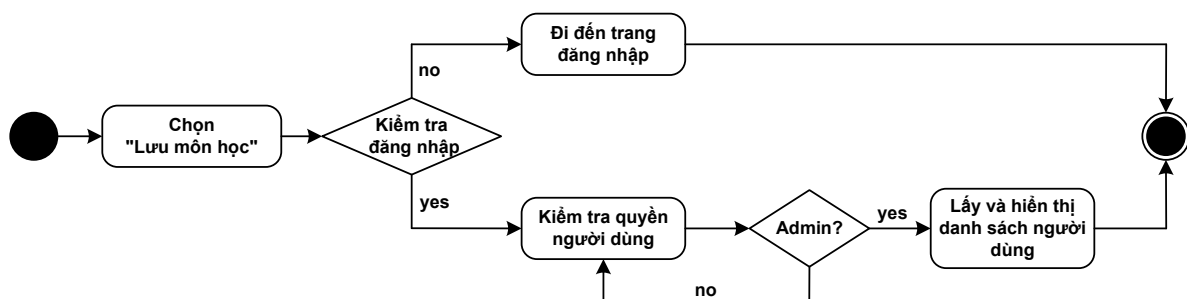 Đi đến trang
đăng nhập
no
Chọn
"Lưu môn học"
Kiểm tra
đăng nhập
yes
Kiểm tra quyền
người dùng
Admin?
yes
Lấy và hiển thị
danh sách người
dùng
no